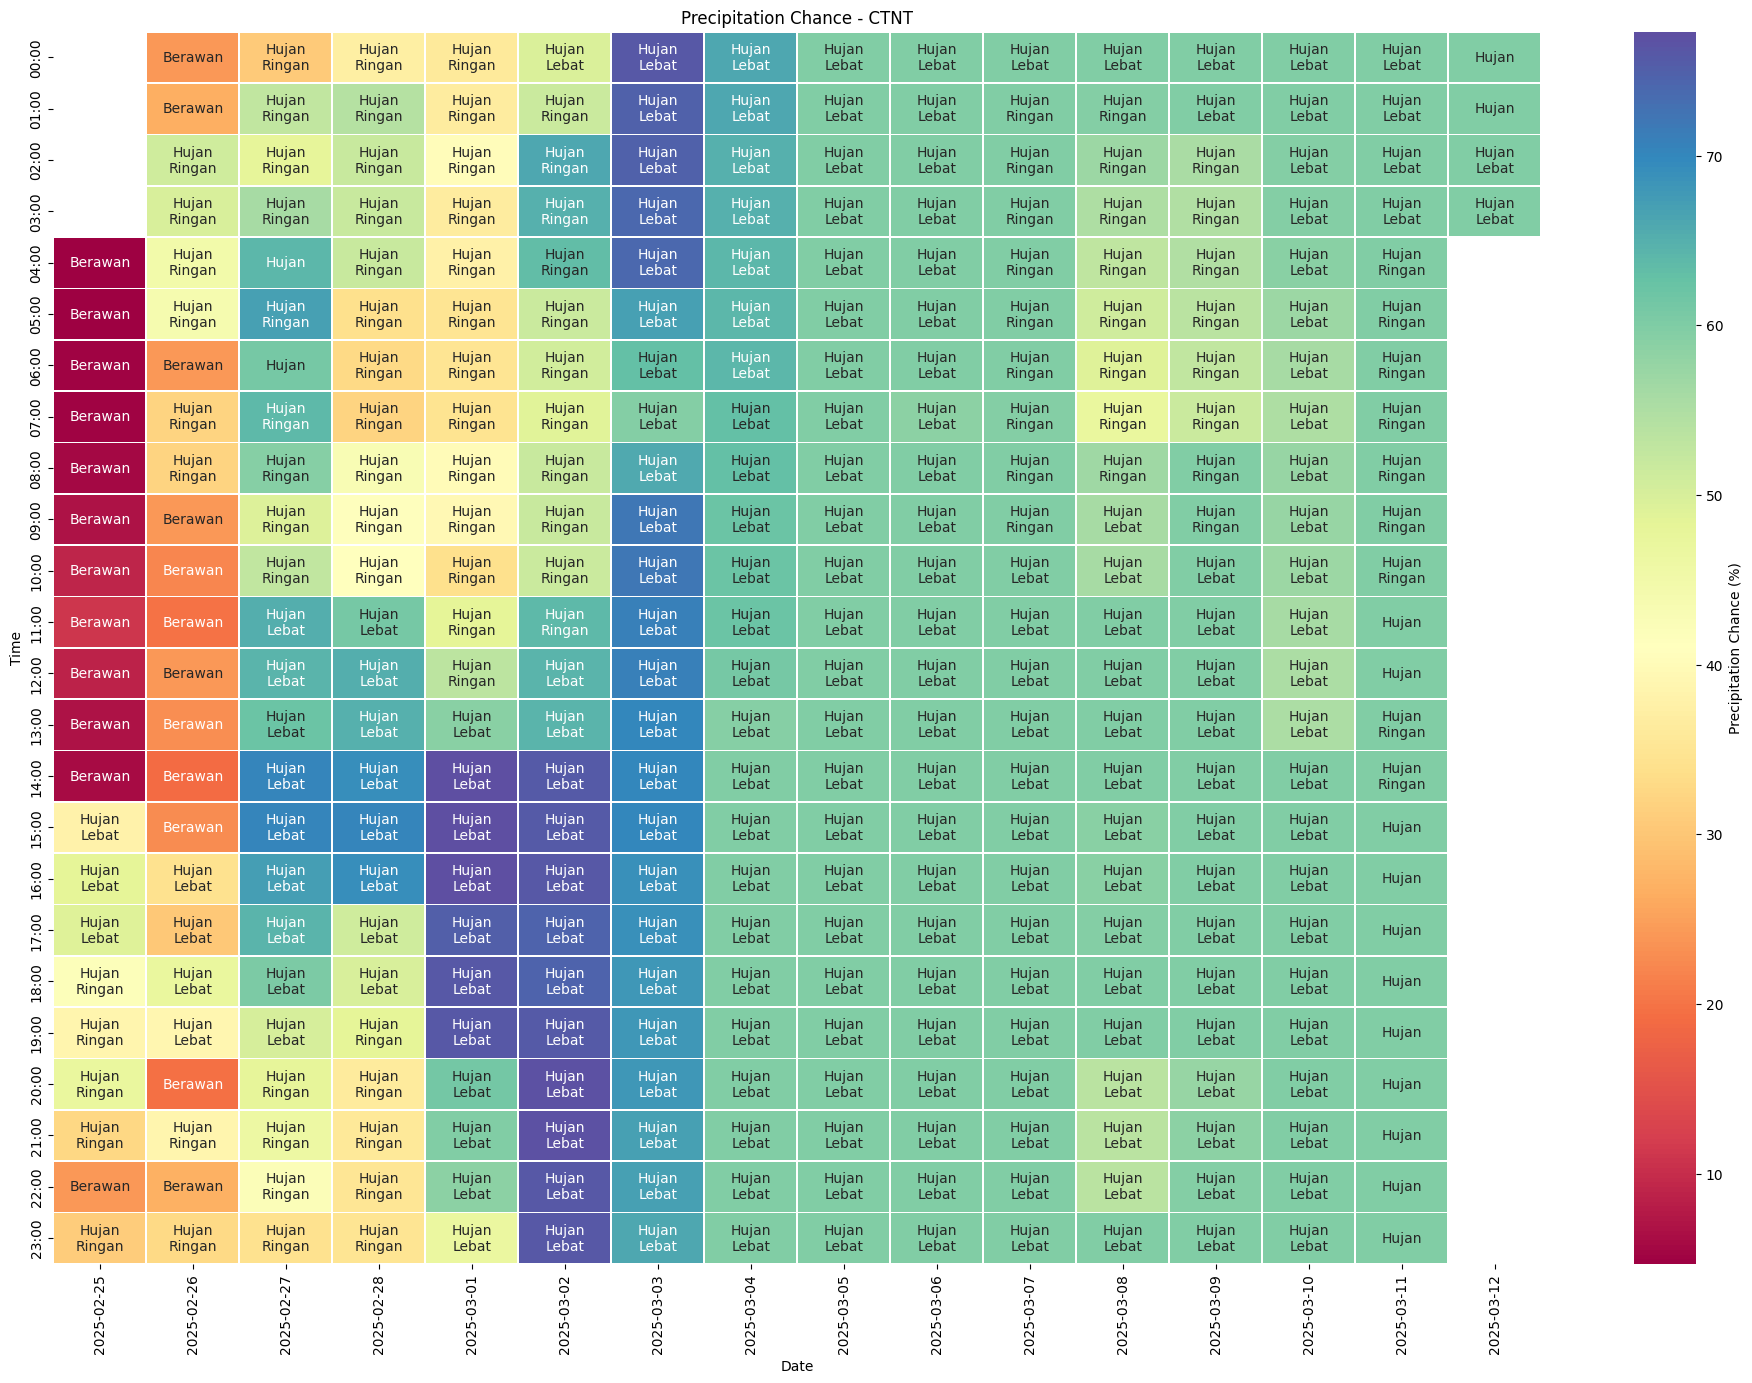 Precipitation Chance - CTNT
00:00 Berawan Hujan Ringan Hujan Ringan Hujan Ringan Hujan Lebat Hujan Lebat Hujan Lebat Hujan Lebat Hujan Lebat Hujan Lebat Hujan Lebat Hujan Lebat Hujan Lebat Hujan Lebat Hujan
01:00 Berawan Hujan Ringan Hujan Ringan Hujan Ringan Hujan Ringan Hujan Lebat Hujan Lebat Hujan Lebat Hujan Lebat Hujan Ringan Hujan Ringan Hujan Lebat Hujan Lebat Hujan Lebat Hujan
02:00 Hujan Ringan Hujan Ringan Hujan Ringan Hujan Ringan Hujan Ringan Hujan Lebat Hujan Lebat Hujan Lebat Hujan Lebat Hujan Ringan Hujan Ringan Hujan Ringan Hujan Lebat Hujan Lebat Hujan Lebat
03:00 Hujan Ringan Hujan Ringan Hujan Ringan Hujan Ringan Hujan Ringan Hujan Lebat Hujan Lebat Hujan Lebat Hujan Lebat Hujan Ringan Hujan Ringan Hujan Ringan Hujan Lebat Hujan Lebat Hujan Lebat
04:00 Berawan Hujan Ringan Hujan Hujan Ringan Hujan Ringan Hujan Ringan Hujan Lebat Hujan Lebat Hujan Lebat Hujan Lebat Hujan Ringan Hujan Ringan Hujan Ringan Hujan Lebat Hujan Ringan
05:00 Berawan Hujan Ringan Hujan Ringan Hujan Ringan Hujan Ringan Hujan Ringan Hujan Lebat Hujan Lebat Hujan Lebat Hujan Lebat Hujan Ringan Hujan Ringan Hujan Ringan Hujan Lebat Hujan Ringan
06:00 Berawan Berawan Hujan Hujan Ringan Hujan Ringan Hujan Ringan Hujan Lebat Hujan Lebat Hujan Lebat Hujan Lebat Hujan Ringan Hujan Ringan Hujan Ringan Hujan Lebat Hujan Ringan
07:00 Berawan Hujan Ringan Hujan Ringan Hujan Ringan Hujan Ringan Hujan Ringan Hujan Lebat Hujan Lebat Hujan Lebat Hujan Lebat Hujan Ringan Hujan Ringan Hujan Ringan Hujan Lebat Hujan Ringan
08:00 Berawan Hujan Ringan Hujan Ringan Hujan Ringan Hujan Ringan Hujan Ringan Hujan Lebat Hujan Lebat Hujan Lebat Hujan Lebat Hujan Ringan Hujan Ringan Hujan Ringan Hujan Lebat Hujan Ringan
09:00 Berawan Berawan Hujan Ringan Hujan Ringan Hujan Ringan Hujan Ringan Hujan Lebat Hujan Lebat Hujan Lebat Hujan Lebat Hujan Ringan Hujan Lebat Hujan Ringan Hujan Lebat Hujan Ringan
10:00 Berawan Berawan Hujan Ringan Hujan Ringan Hujan Ringan Hujan Ringan Hujan Lebat Hujan Lebat Hujan Lebat Hujan Lebat Hujan Lebat Hujan Lebat Hujan Lebat Hujan Lebat Hujan Ringan
11:00 Berawan Berawan Hujan Lebat Hujan Lebat Hujan Ringan Hujan Ringan Hujan Lebat Hujan Lebat Hujan Lebat Hujan Lebat Hujan Lebat Hujan Lebat Hujan Lebat Hujan Lebat Hujan
12:00 Berawan Berawan Hujan Lebat Hujan Lebat Hujan Ringan Hujan Lebat Hujan Lebat Hujan Lebat Hujan Lebat Hujan Lebat Hujan Lebat Hujan Lebat Hujan Lebat Hujan Lebat Hujan
13:00 Berawan Berawan Hujan Lebat Hujan Lebat Hujan Lebat Hujan Lebat Hujan Lebat Hujan Lebat Hujan Lebat Hujan Lebat Hujan Lebat Hujan Lebat Hujan Lebat Hujan Lebat Hujan Ringan
14:00 Berawan Berawan Hujan Lebat Hujan Lebat Hujan Lebat Hujan Lebat Hujan Lebat Hujan Lebat Hujan Lebat Hujan Lebat Hujan Lebat Hujan Lebat Hujan Lebat Hujan Lebat Hujan Ringan
15:00 Hujan Lebat Berawan Hujan Lebat Hujan Lebat Hujan Lebat Hujan Lebat Hujan Lebat Hujan Lebat Hujan Lebat Hujan Lebat Hujan Lebat Hujan Lebat Hujan Lebat Hujan Lebat Hujan
16:00 Hujan Lebat Hujan Lebat Hujan Lebat Hujan Lebat Hujan Lebat Hujan Lebat Hujan Lebat Hujan Lebat Hujan Lebat Hujan Lebat Hujan Lebat Hujan Lebat Hujan Lebat Hujan Lebat Hujan
17:00 Hujan Lebat Hujan Lebat Hujan Lebat Hujan Lebat Hujan Lebat Hujan Lebat Hujan Lebat Hujan Lebat Hujan Lebat Hujan Lebat Hujan Lebat Hujan Lebat Hujan Lebat Hujan Lebat Hujan
18:00 Hujan Ringan Hujan Lebat Hujan Lebat Hujan Lebat Hujan Lebat Hujan Lebat Hujan Lebat Hujan Lebat Hujan Lebat Hujan Lebat Hujan Lebat Hujan Lebat Hujan Lebat Hujan Lebat Hujan
19:00 Hujan Ringan Hujan Lebat Hujan Lebat Hujan Ringan Hujan Lebat Hujan Lebat Hujan Lebat Hujan Lebat Hujan Lebat Hujan Lebat Hujan Lebat Hujan Lebat Hujan Lebat Hujan Lebat Hujan
20:00 Hujan Ringan Berawan Hujan Ringan Hujan Ringan Hujan Lebat Hujan Lebat Hujan Lebat Hujan Lebat Hujan Lebat Hujan Lebat Hujan Lebat Hujan Lebat Hujan Lebat Hujan Lebat Hujan
21:00 Hujan Ringan Hujan Ringan Hujan Ringan Hujan Ringan Hujan Lebat Hujan Lebat Hujan Lebat Hujan Lebat Hujan Lebat Hujan Lebat Hujan Lebat Hujan Lebat Hujan Lebat Hujan Lebat Hujan
22:00 Berawan Berawan Hujan Ringan Hujan Ringan Hujan Lebat Hujan Lebat Hujan Lebat Hujan Lebat Hujan Lebat Hujan Lebat Hujan Lebat Hujan Lebat Hujan Lebat Hujan Lebat Hujan
23:00 Hujan Ringan Hujan Ringan Hujan Ringan Hujan Ringan Hujan Lebat Hujan Lebat Hujan Lebat Hujan Lebat Hujan Lebat Hujan Lebat Hujan Lebat Hujan Lebat Hujan Lebat Hujan Lebat Hujan
Time
2025-02-25 2025-02-26 2025-02-27 2025-02-28 2025-03-01 2025-03-02 2025-03-03 2025-03-04 2025-03-05 2025-03-06 2025-03-07 2025-03-08 2025-03-09 2025-03-10 2025-03-11 2025-03-12
Date
70
60
50
40
30
20
10
Precipitation Chance (%)